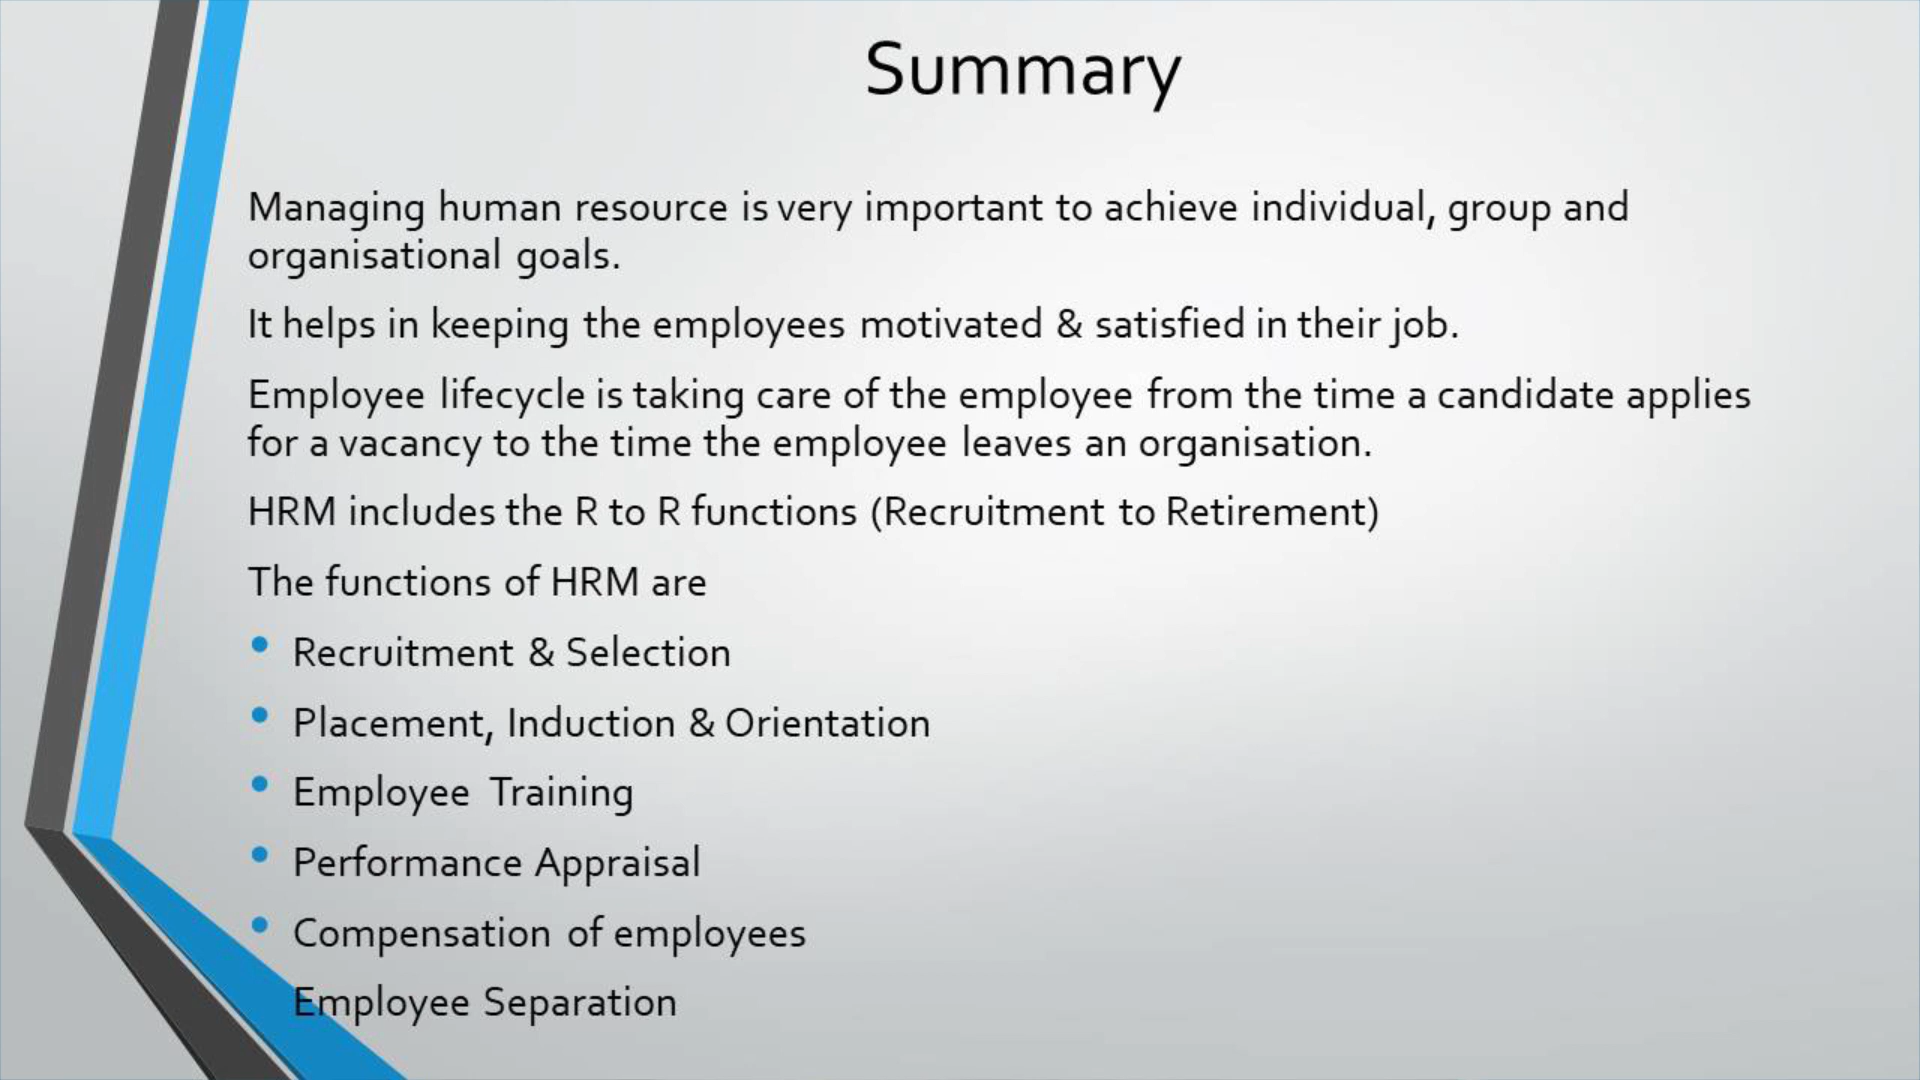 Summary
Managing human resource is very important to achieve individual, group and
organisational goals.
It helps in keeping the employees motivated & satisfied in their job.
Employee lifecycle is taking care of the employee from the time a candidate applies
for a vacancy to the time the employee leaves an organisation.
HRM includes the R to R functions (Recruitment to Retirement)
The functions of HRM are
• Recruitment & Selection
• Placement, Induction & Orientation
• Employee Training
• Performance Appraisal
• Compensation of employees
Employee Separation